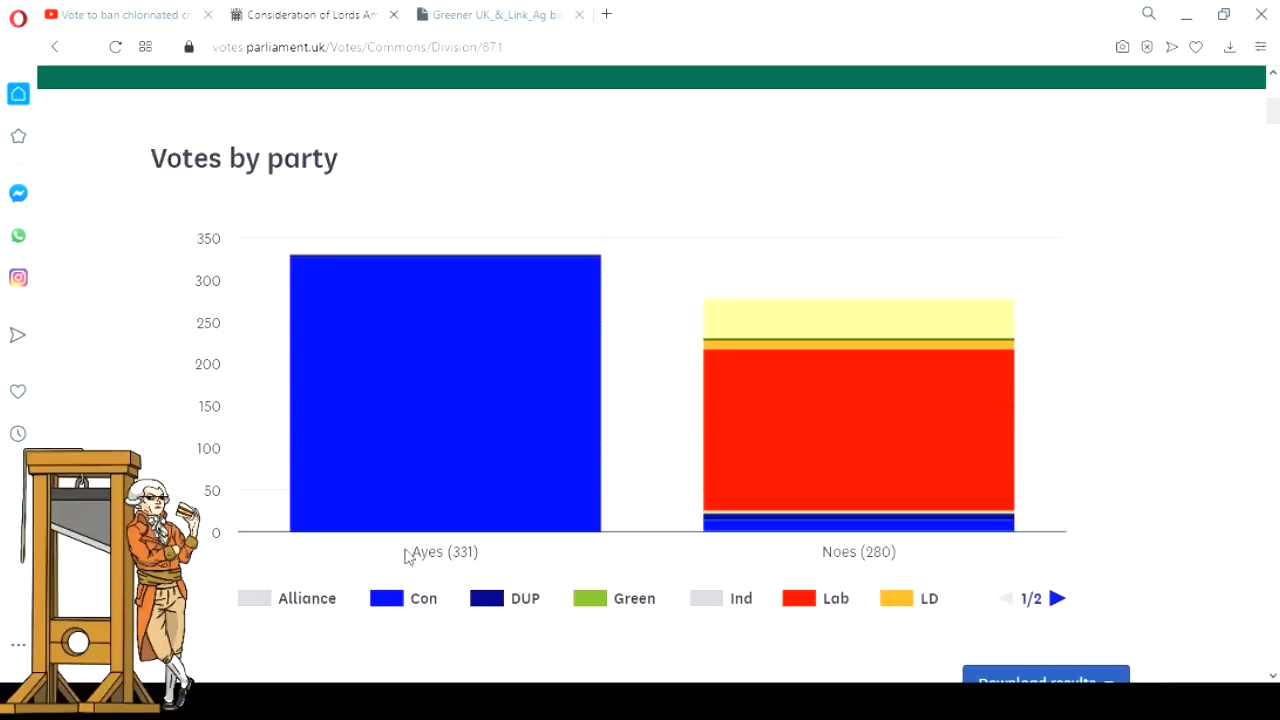 Vote to ban chlorinated
Consideration of Lords
Greener UK_&_Link_Ag
votes.parliament.uk/Votes/Commons/Division/871
Votes by party
350
300
250
200
150
100
50
0
Ayes (331)
Noes (280)
Alliance
Con
DUP
Green
Ind
Lab
LD
1/2
Download results